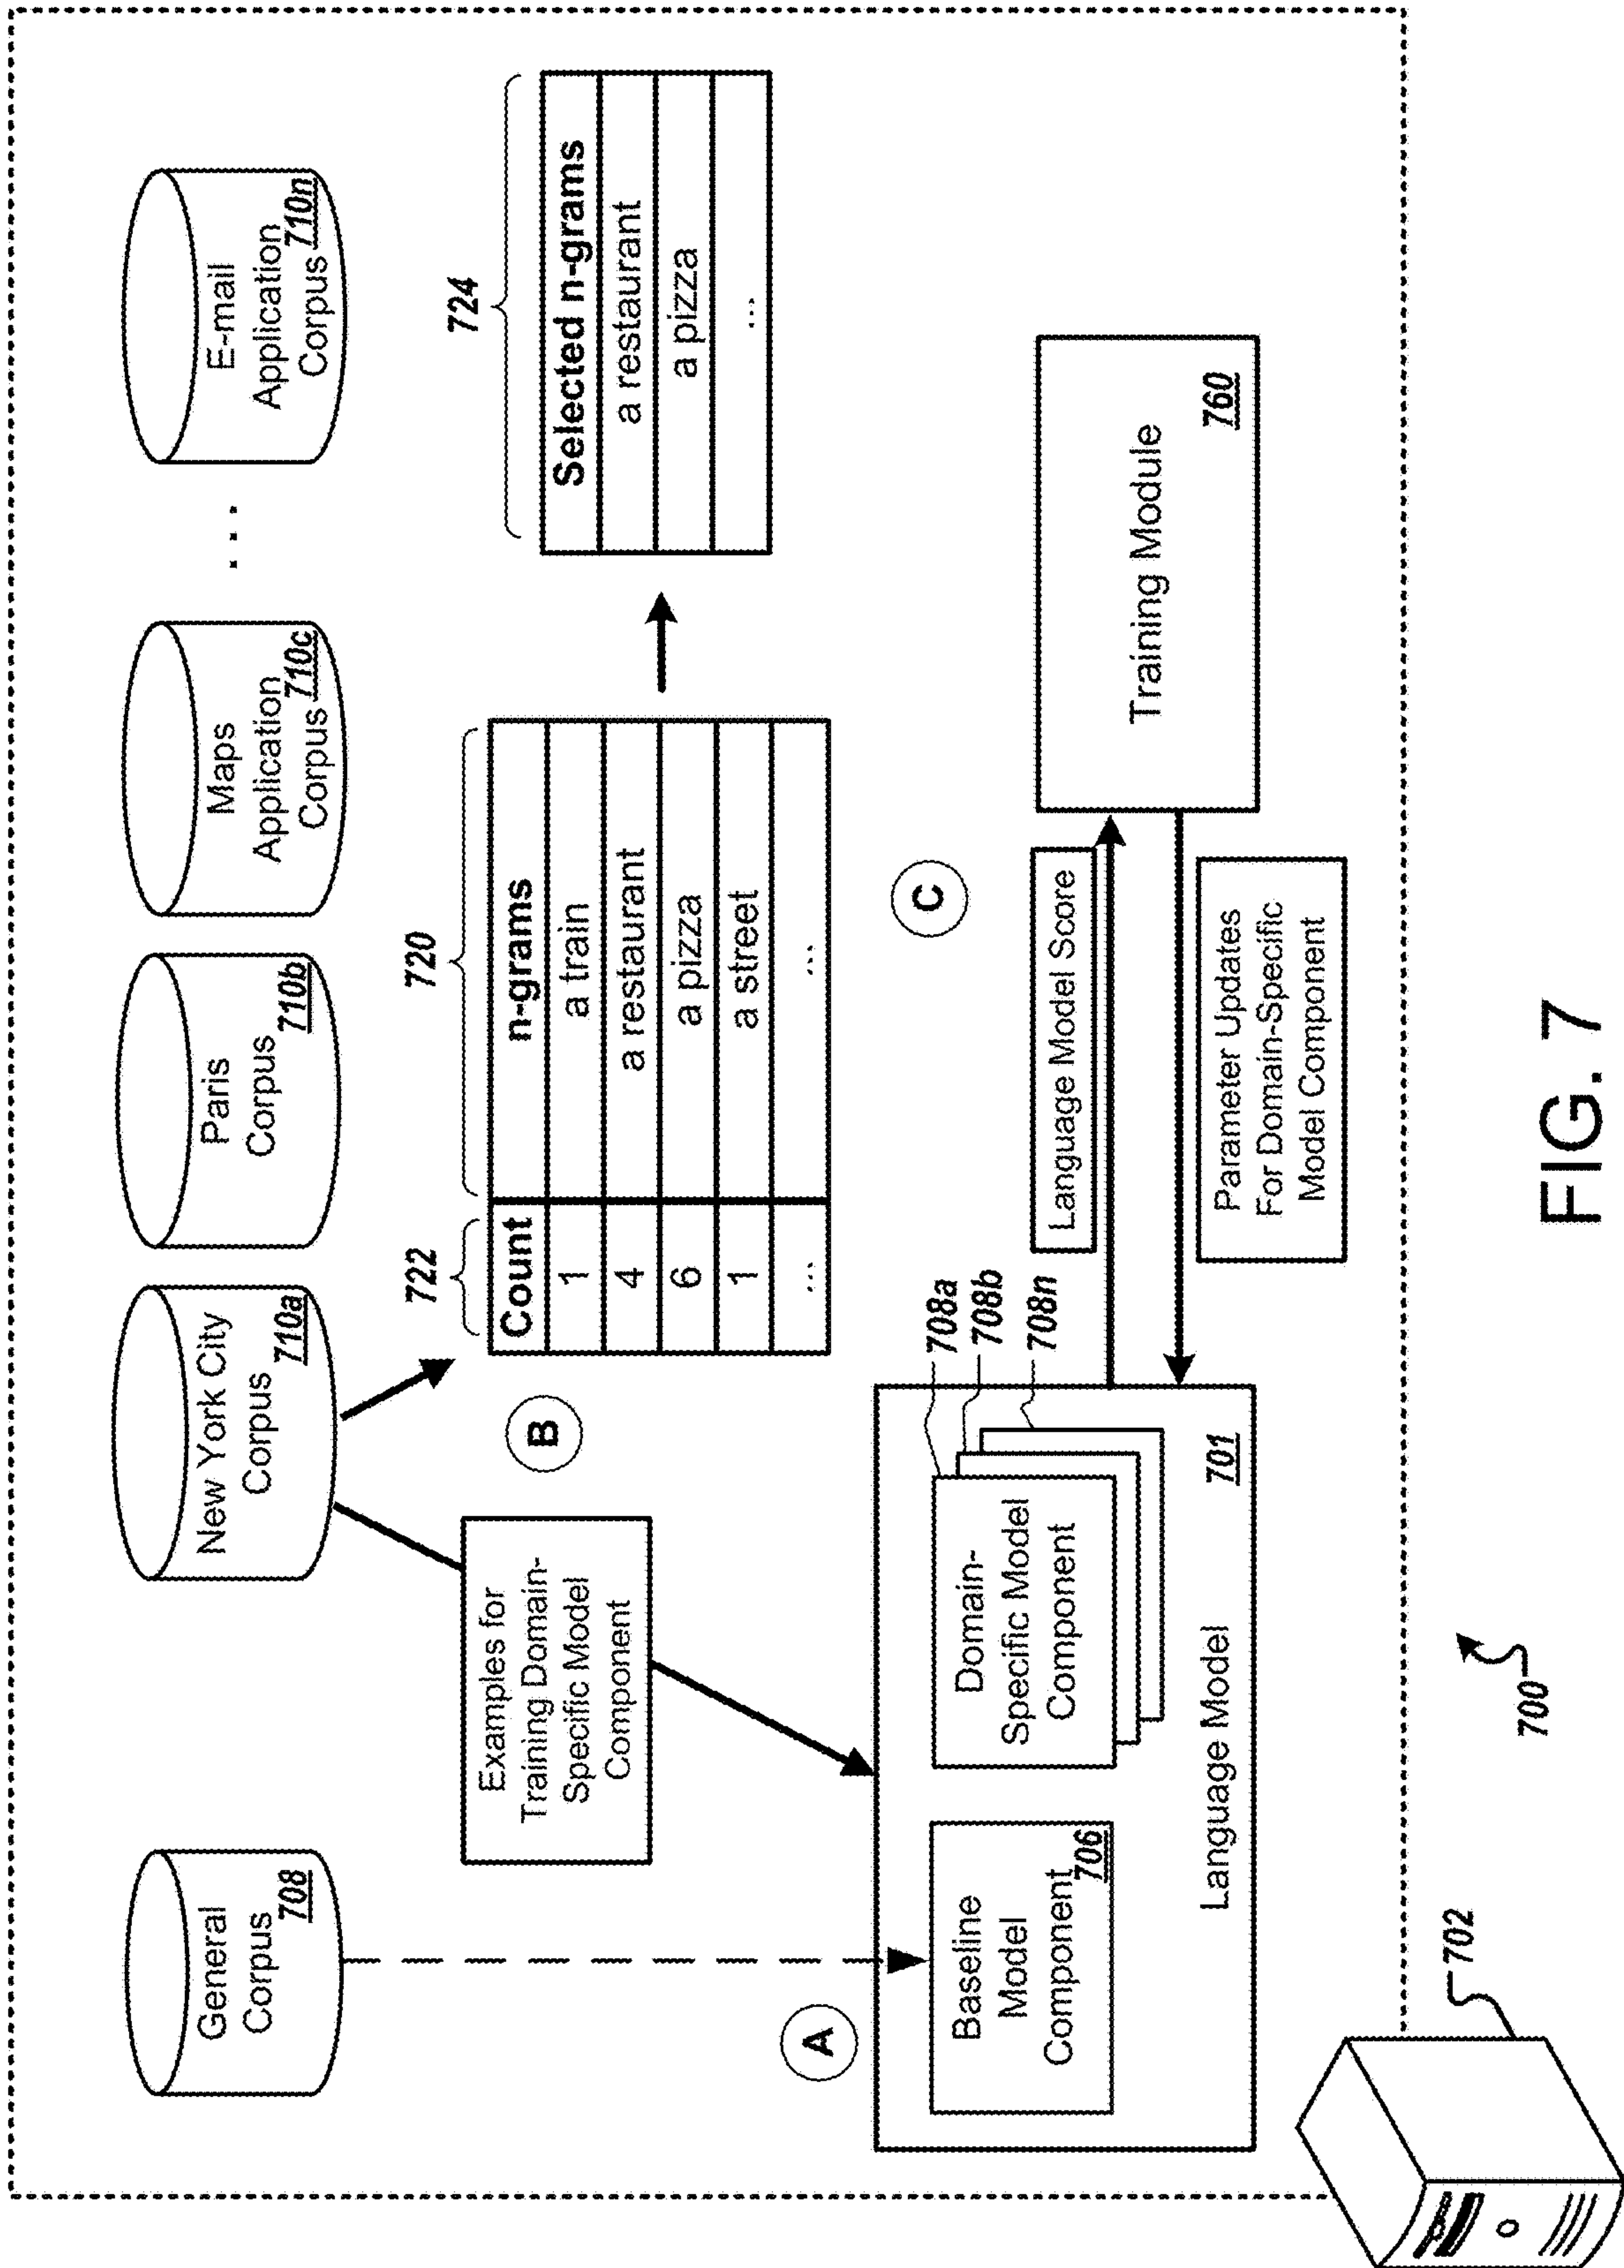 General
Corpus
708
New York City
Corpus
710a
Paris
Corpus
710b
Maps
Application
Corpus
710c
. . .
E-mail
Application
Corpus
710n
Examples for
Training Domain-
Specific Model
Component
B
722
720
Count
n-grams
1
a train
4
a restaurant
6
a pizza
1
a street
...
...
724
Selected n-grams
a restaurant
a pizza
...
A
Baseline
Model
Component
706
Domain-
Specific Model
Component
708a
708b
708n
Language Model
701
C
Language Model Score
Parameter Updates
For Domain-Specific
Model Component
Training Module
760
702
700
FIG. 7